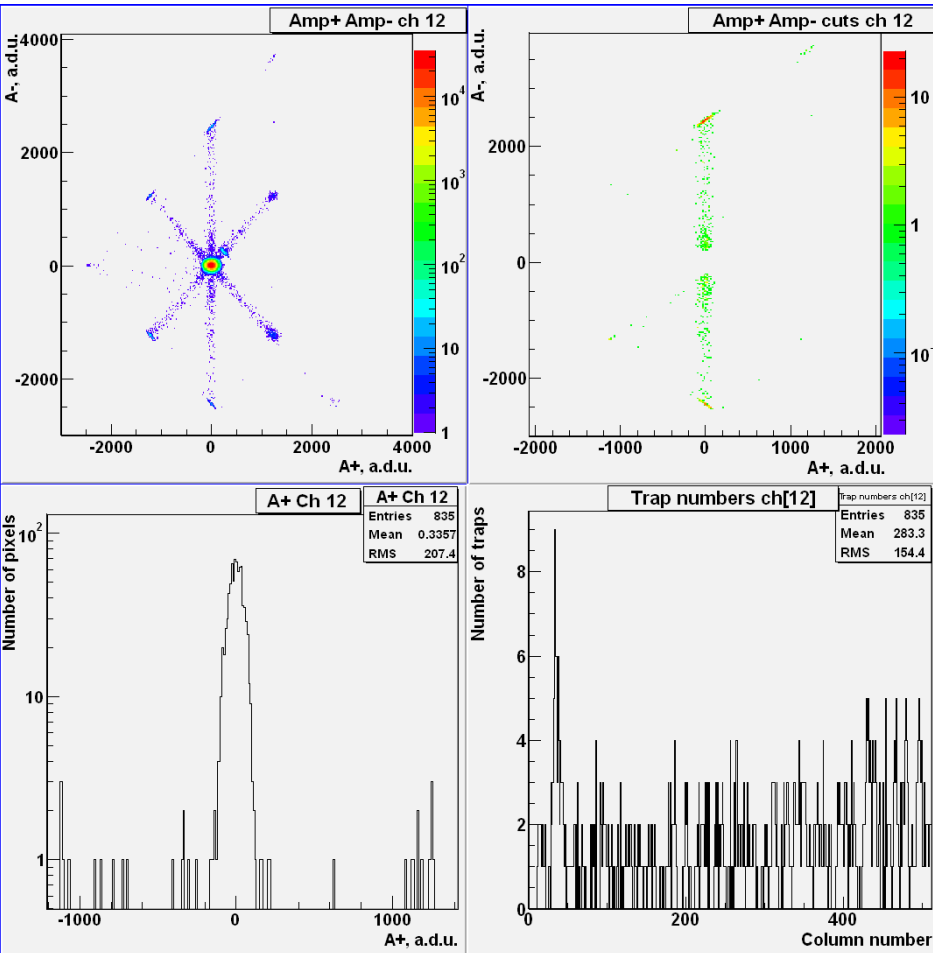 Amp+ Amp- ch 12
A-, a.d.u.
4000
2000
0
-2000
-2000 0 2000 4000
A+, a.d.u.
10^4
10^3
10^2
10
1
Amp+ Amp- cuts ch 12
A-, a.d.u.
2000
0
-2000
-2000 -1000 0 1000 2000
A+, a.d.u.
10
1
10
A+ Ch 12
A+ Ch 12
Entries 835
Mean 0.3357
RMS 207.4
Number of pixels
10^2
10
1
-1000 0 1000
A+, a.d.u.
Trap numbers ch[12]
Trap numbers ch[12]
Entries 835
Mean 283.3
RMS 154.4
Number of traps
8
6
4
2
0
0 200 400
Column number